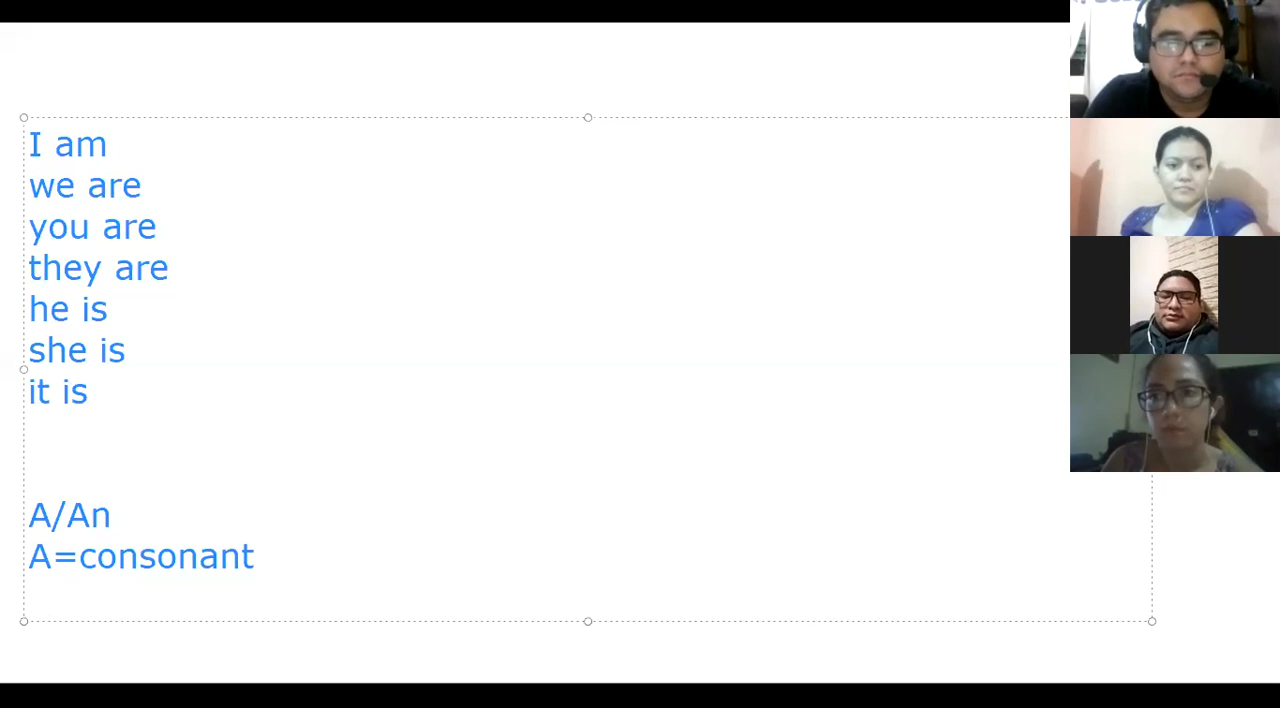 I am
we are
you are
they are
he is
she is
it is
A/An
A=consonant